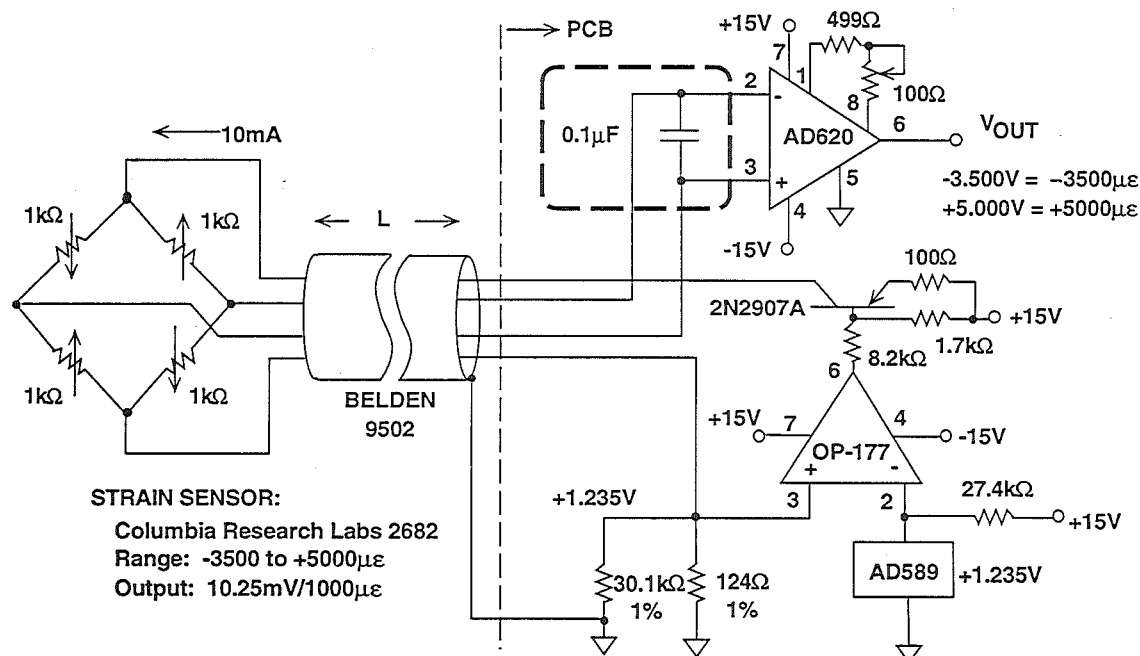 PCB
+15V
499Ω
7
1
100Ω
2
-
8
0.1μF
AD620
6
VOUT
3
+
5
4
-15V
-3.500V = −3500με
+5.000V = +5000με
10mA
1kΩ
1kΩ
1kΩ
1kΩ
L
BELDEN
9502
100Ω
2N2907A
+15V
1.7kΩ
8.2kΩ
6
+15V
7
4
-15V
OP-177
+
-
3
2
27.4kΩ
+15V
+1.235V
AD589
+1.235V
30.1kΩ
1%
124Ω
1%
STRAIN SENSOR:
Columbia Research Labs 2682
Range: -3500 to +5000με
Output: 10.25mV/1000με